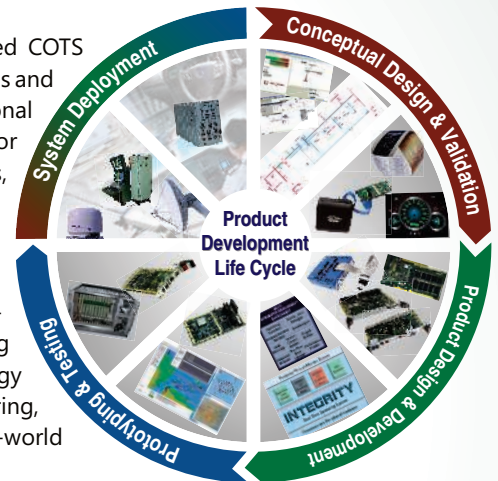 ed COTS
s and
onal
or
s,
g
gy
ring,
-world
System Deployment
Conceptual Design & Validation
Product Design & Development
Prototyping & Testing
Product
Development
Life Cycle
INTEGRITY